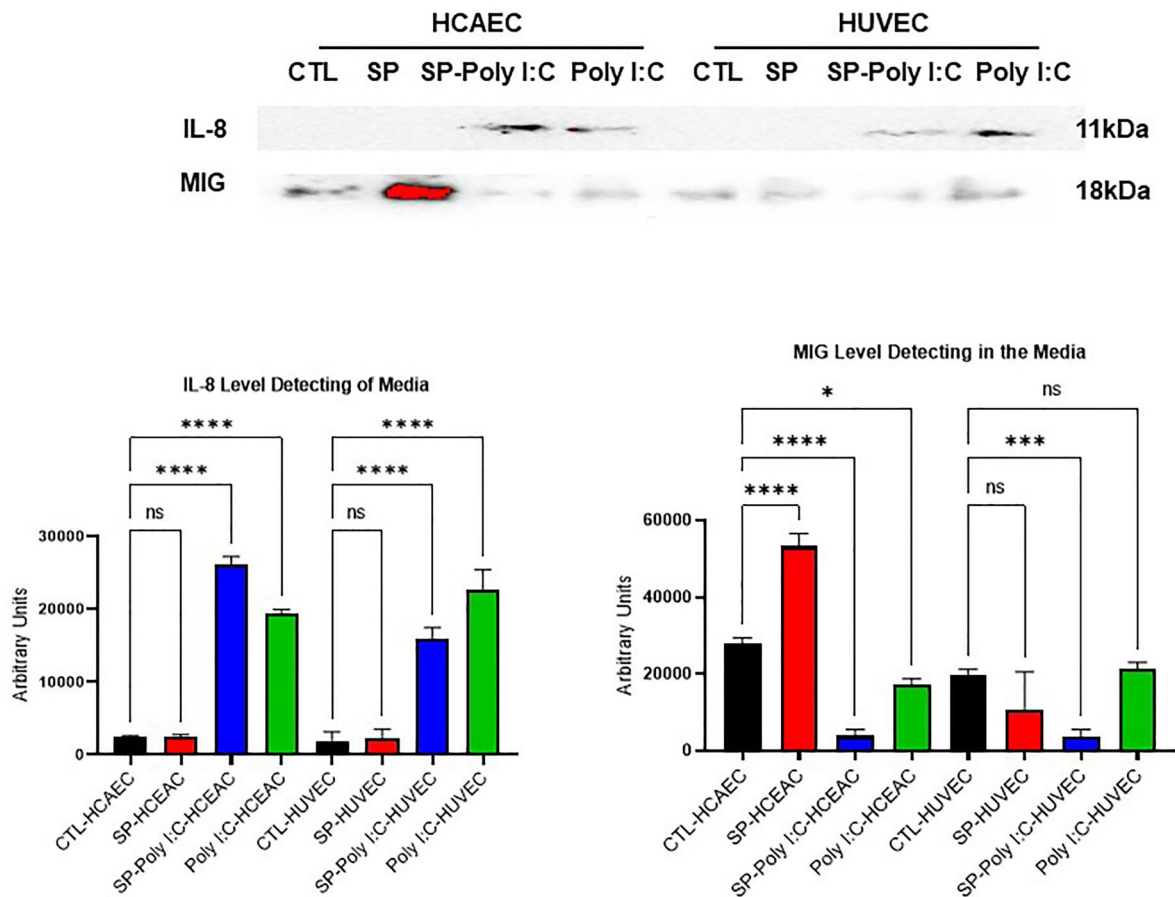 HCAEC HUVEC
CTL SP SP-Poly I:C Poly I:C CTL SP SP-Poly I:C Poly I:C
IL-8 11kDa
MIG 18kDa
IL-8 Level Detecting of Media
**** ****
**** ****
ns ns
30000
20000
10000
0
Arbitrary Units
CTL-HCAEC
SP-HCEAC
SP-Poly I:C-HCEAC
Poly I:C-HCEAC
CTL-HUVEC
SP-HUVEC
SP-Poly I:C-HUVEC
Poly I:C-HUVEC
MIG Level Detecting in the Media
* ns
**** ***
**** ns
60000
40000
20000
0
Arbitrary Units
CTL-HCAEC
SP-HCEAC
SP-Poly I:C-HCEAC
Poly I:C-HCEAC
CTL-HUVEC
SP-HUVEC
SP-Poly I:C-HUVEC
Poly I:C-HUVEC